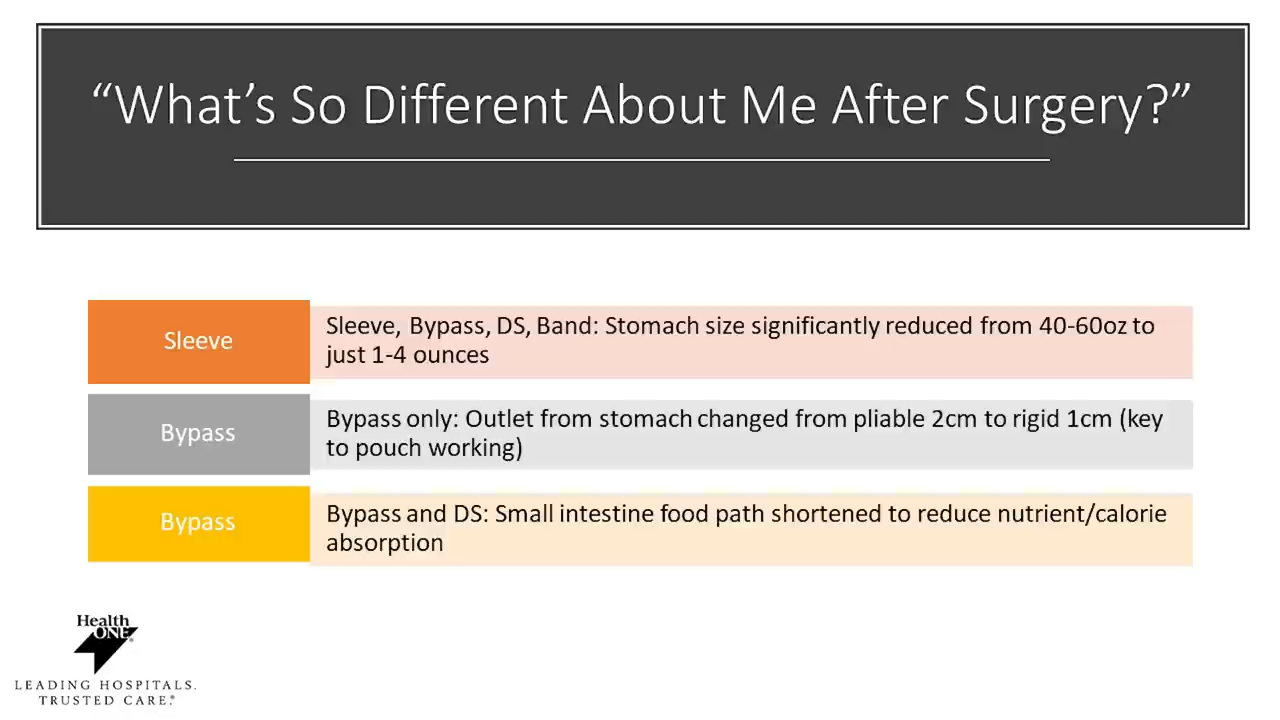 “What’s So Different About Me After Surgery?”
Sleeve
Sleeve, Bypass, DS, Band: Stomach size significantly reduced from 40-60oz to
just 1-4 ounces
Bypass
Bypass only: Outlet from stomach changed from pliable 2cm to rigid 1cm (key
to pouch working)
Bypass
Bypass and DS: Small intestine food path shortened to reduce nutrient/calorie
absorption
Health
ONE®
LEADING HOSPITALS.
TRUSTED CARE.®